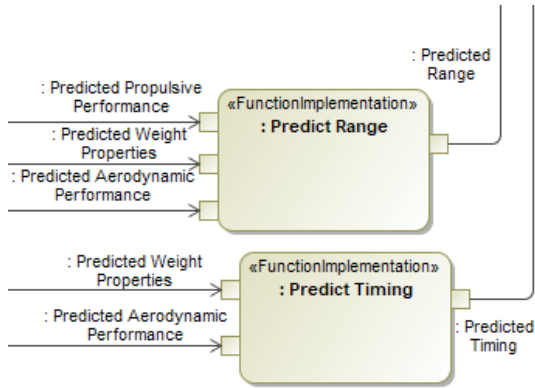 : Predicted
Range
: Predicted Propulsive
Performance
«FunctionImplementation»
: Predict Range
: Predicted Weight
Properties
: Predicted Aerodynamic
Performance
: Predicted Weight
Properties
«FunctionImplementation»
: Predict Timing
: Predicted Aerodynamic
Performance
: Predicted
Timing